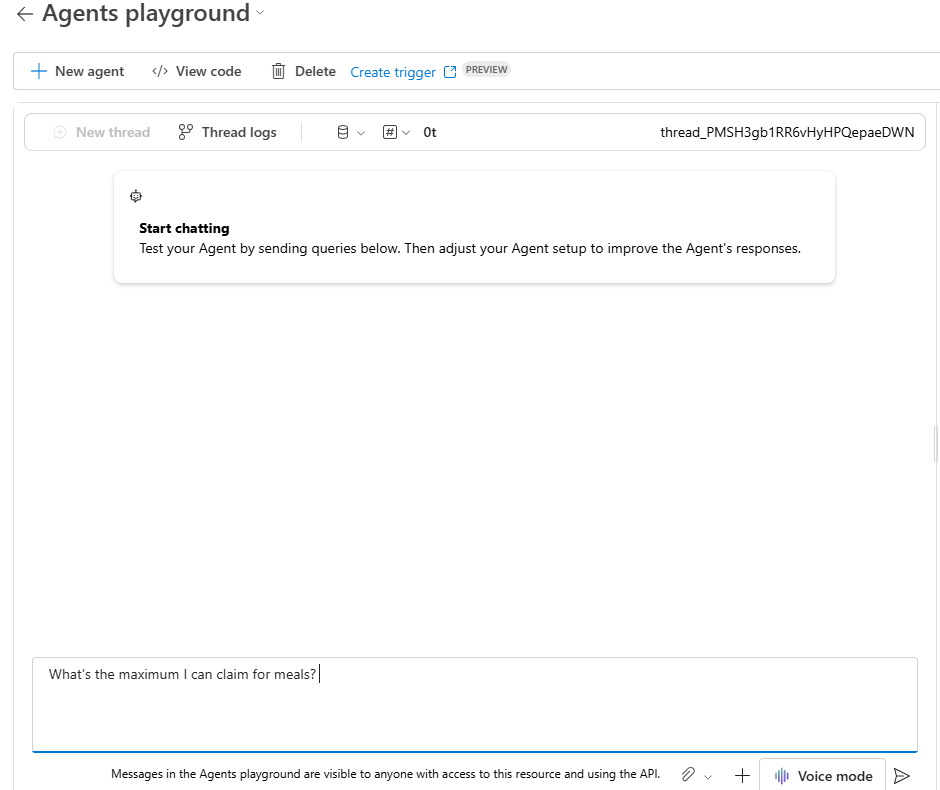 Agents playground
New agent </> View code Delete Create trigger PREVIEW
New thread Thread logs # 0t thread_PMSH3gb1RR6vHyHPQepaeDWN
Start chatting
Test your Agent by sending queries below. Then adjust your Agent setup to improve the Agent's responses.
What's the maximum I can claim for meals?
Messages in the Agents playground are visible to anyone with access to this resource and using the API. Voice mode